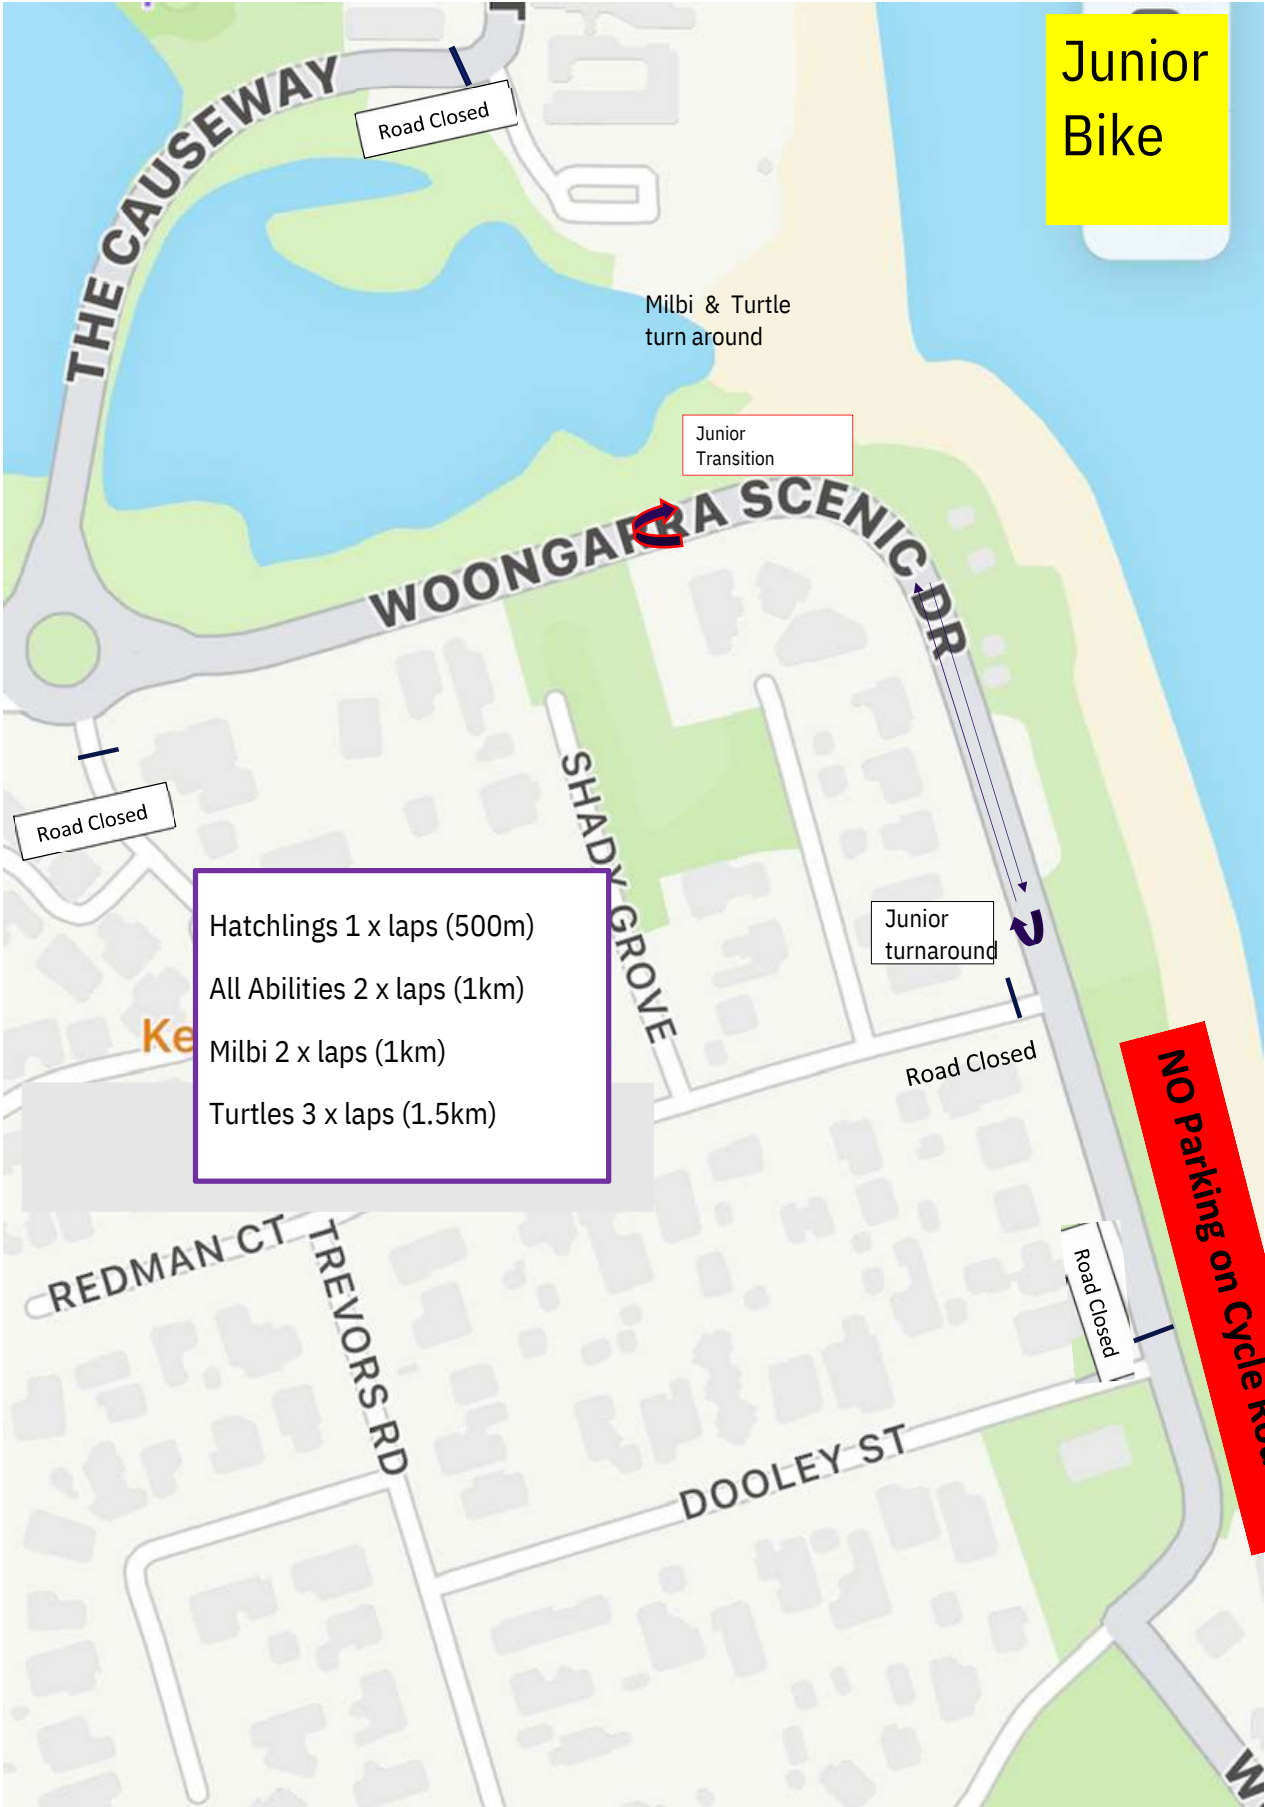 Junior
Bike
Road Closed
THE CAUSEWAY
Milbi & Turtle
turn around
Junior
Transition
WOONGARRA SCENIC DR
Road Closed
SHADY GROVE
Hatchlings 1 x laps (500m)
All Abilities 2 x laps (1km)
Milbi 2 x laps (1km)
Turtles 3 x laps (1.5km)
Junior
turnaround
Road Closed
NO Parking on Cycle
Road Closed
REDMAN CT
TREVORS RD
DOOLEY ST